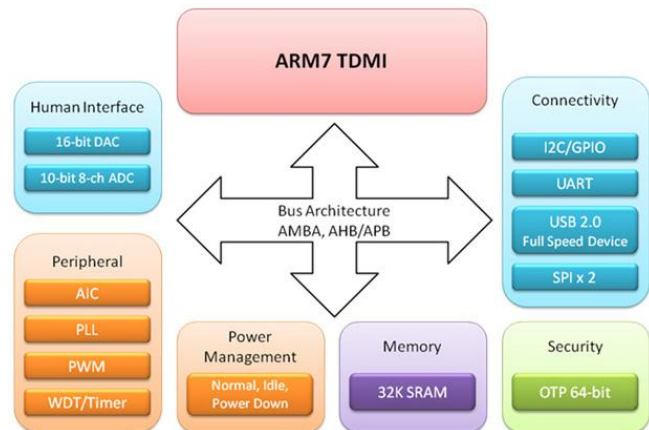 ARM7 TDMI
Human Interface
16-bit DAC
10-bit 8-ch ADC
Connectivity
I2C/GPIO
UART
USB 2.0
Full Speed Device
SPI x 2
Bus Architecture
AMBA, AHB/APB
Peripheral
AIC
PLL
PWM
WDT/Timer
Power
Management
Normal, Idle,
Power Down
Memory
32K SRAM
Security
OTP 64-bit